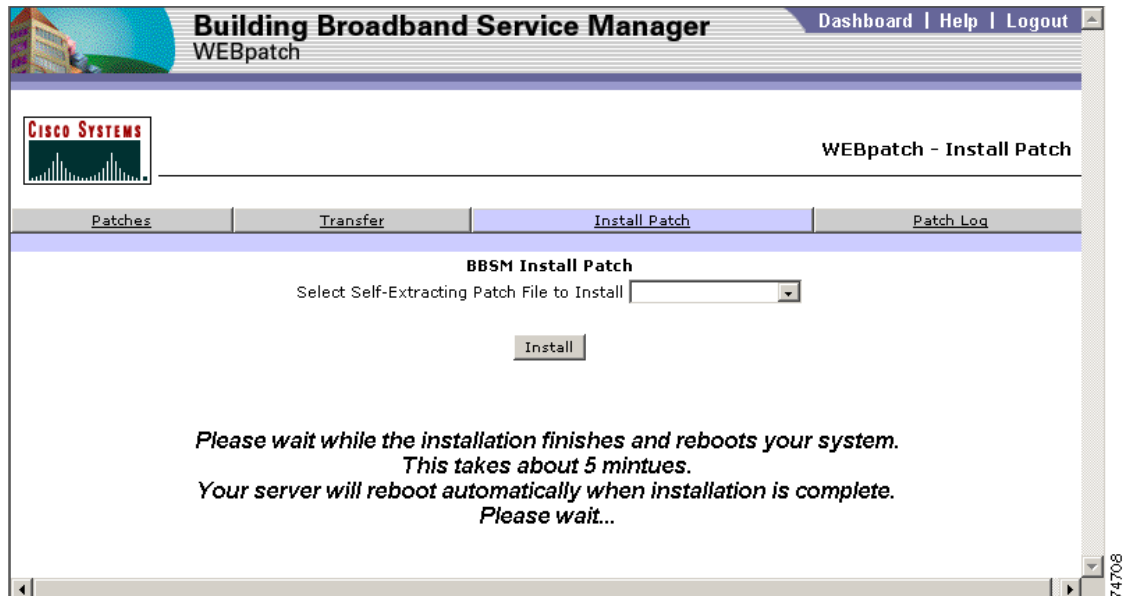 Building Broadband Service Manager
Dashboard | Help | Logout
WEBpatch
CISCO SYSTEMS
WEBpatch - Install Patch
Patches Transfer Install Patch Patch Log
BBSM Install Patch
Select Self-Extracting Patch File to Install
Install
Please wait while the installation finishes and reboots your system.
This takes about 5 mintues.
Your server will reboot automatically when installation is complete.
Please wait...
74708